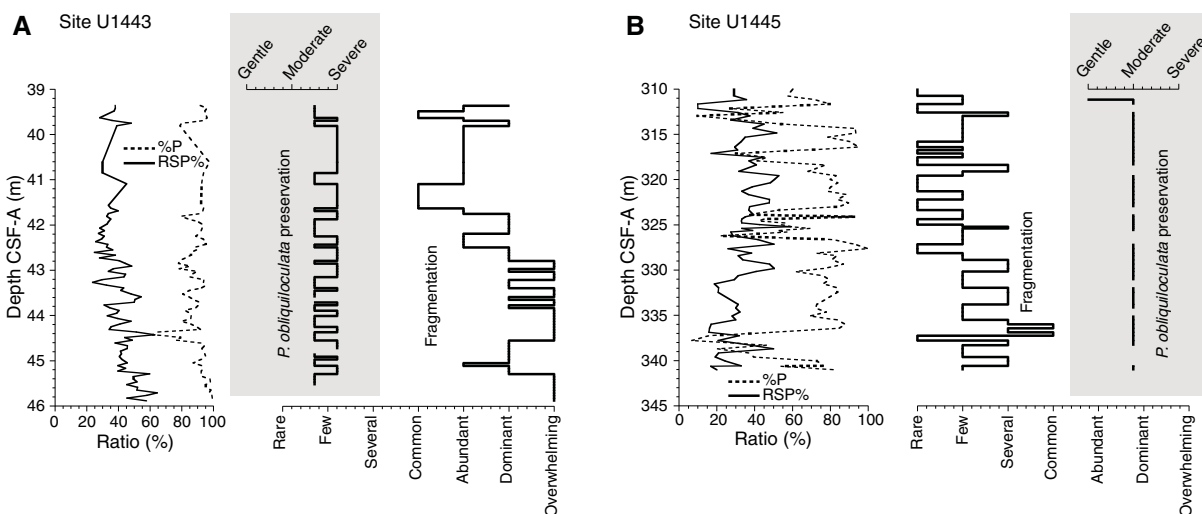 A
Site U1443
Gentle
Moderate
Severe
Depth CSF-A (m)
39
40
41
42
43
44
45
46
%P
RSP%
P. obliquiloculata preservation
Fragmentation
0
20
40
60
80
100
Ratio (%)
Rare
Few
Several
Common
Abundant
Dominant
Overwhelming
B
Site U1445
Gentle
Moderate
Severe
Depth CSF-A (m)
310
315
320
325
330
335
340
345
%P
RSP%
Fragmentation
P. obliquiloculata preservation
0
20
40
60
80
100
Ratio (%)
Rare
Few
Several
Common
Abundant
Dominant
Overwhelming